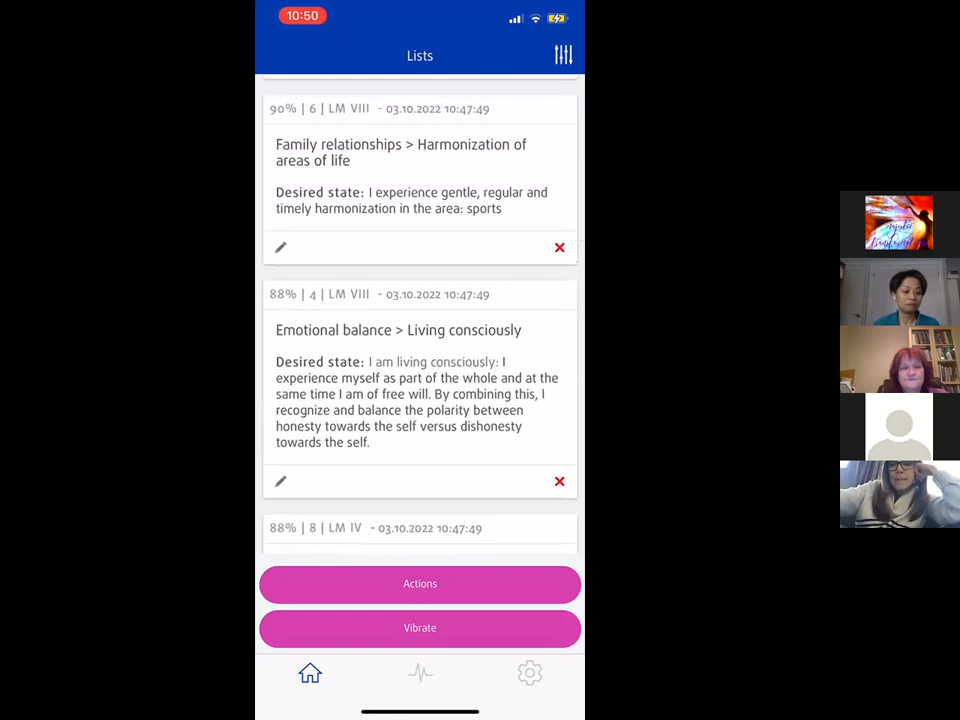 10:50
Lists
90% | 6 | LM VIII - 03.10.2022 10:47:49
Family relationships > Harmonization of
areas of life
Desired state: I experience gentle, regular and
timely harmonization in the area: sports
88% | 4 | LM VIII - 03.10.2022 10:47:49
Emotional balance > Living consciously
Desired state: I am living consciously: I
experience myself as part of the whole and at the
same time I am of free will. By combining this, I
recognize and balance the polarity between
honesty towards the self versus dishonesty
towards the self.
88% | 8 | LM IV - 03.10.2022 10:47:49
Actions
Vibrate